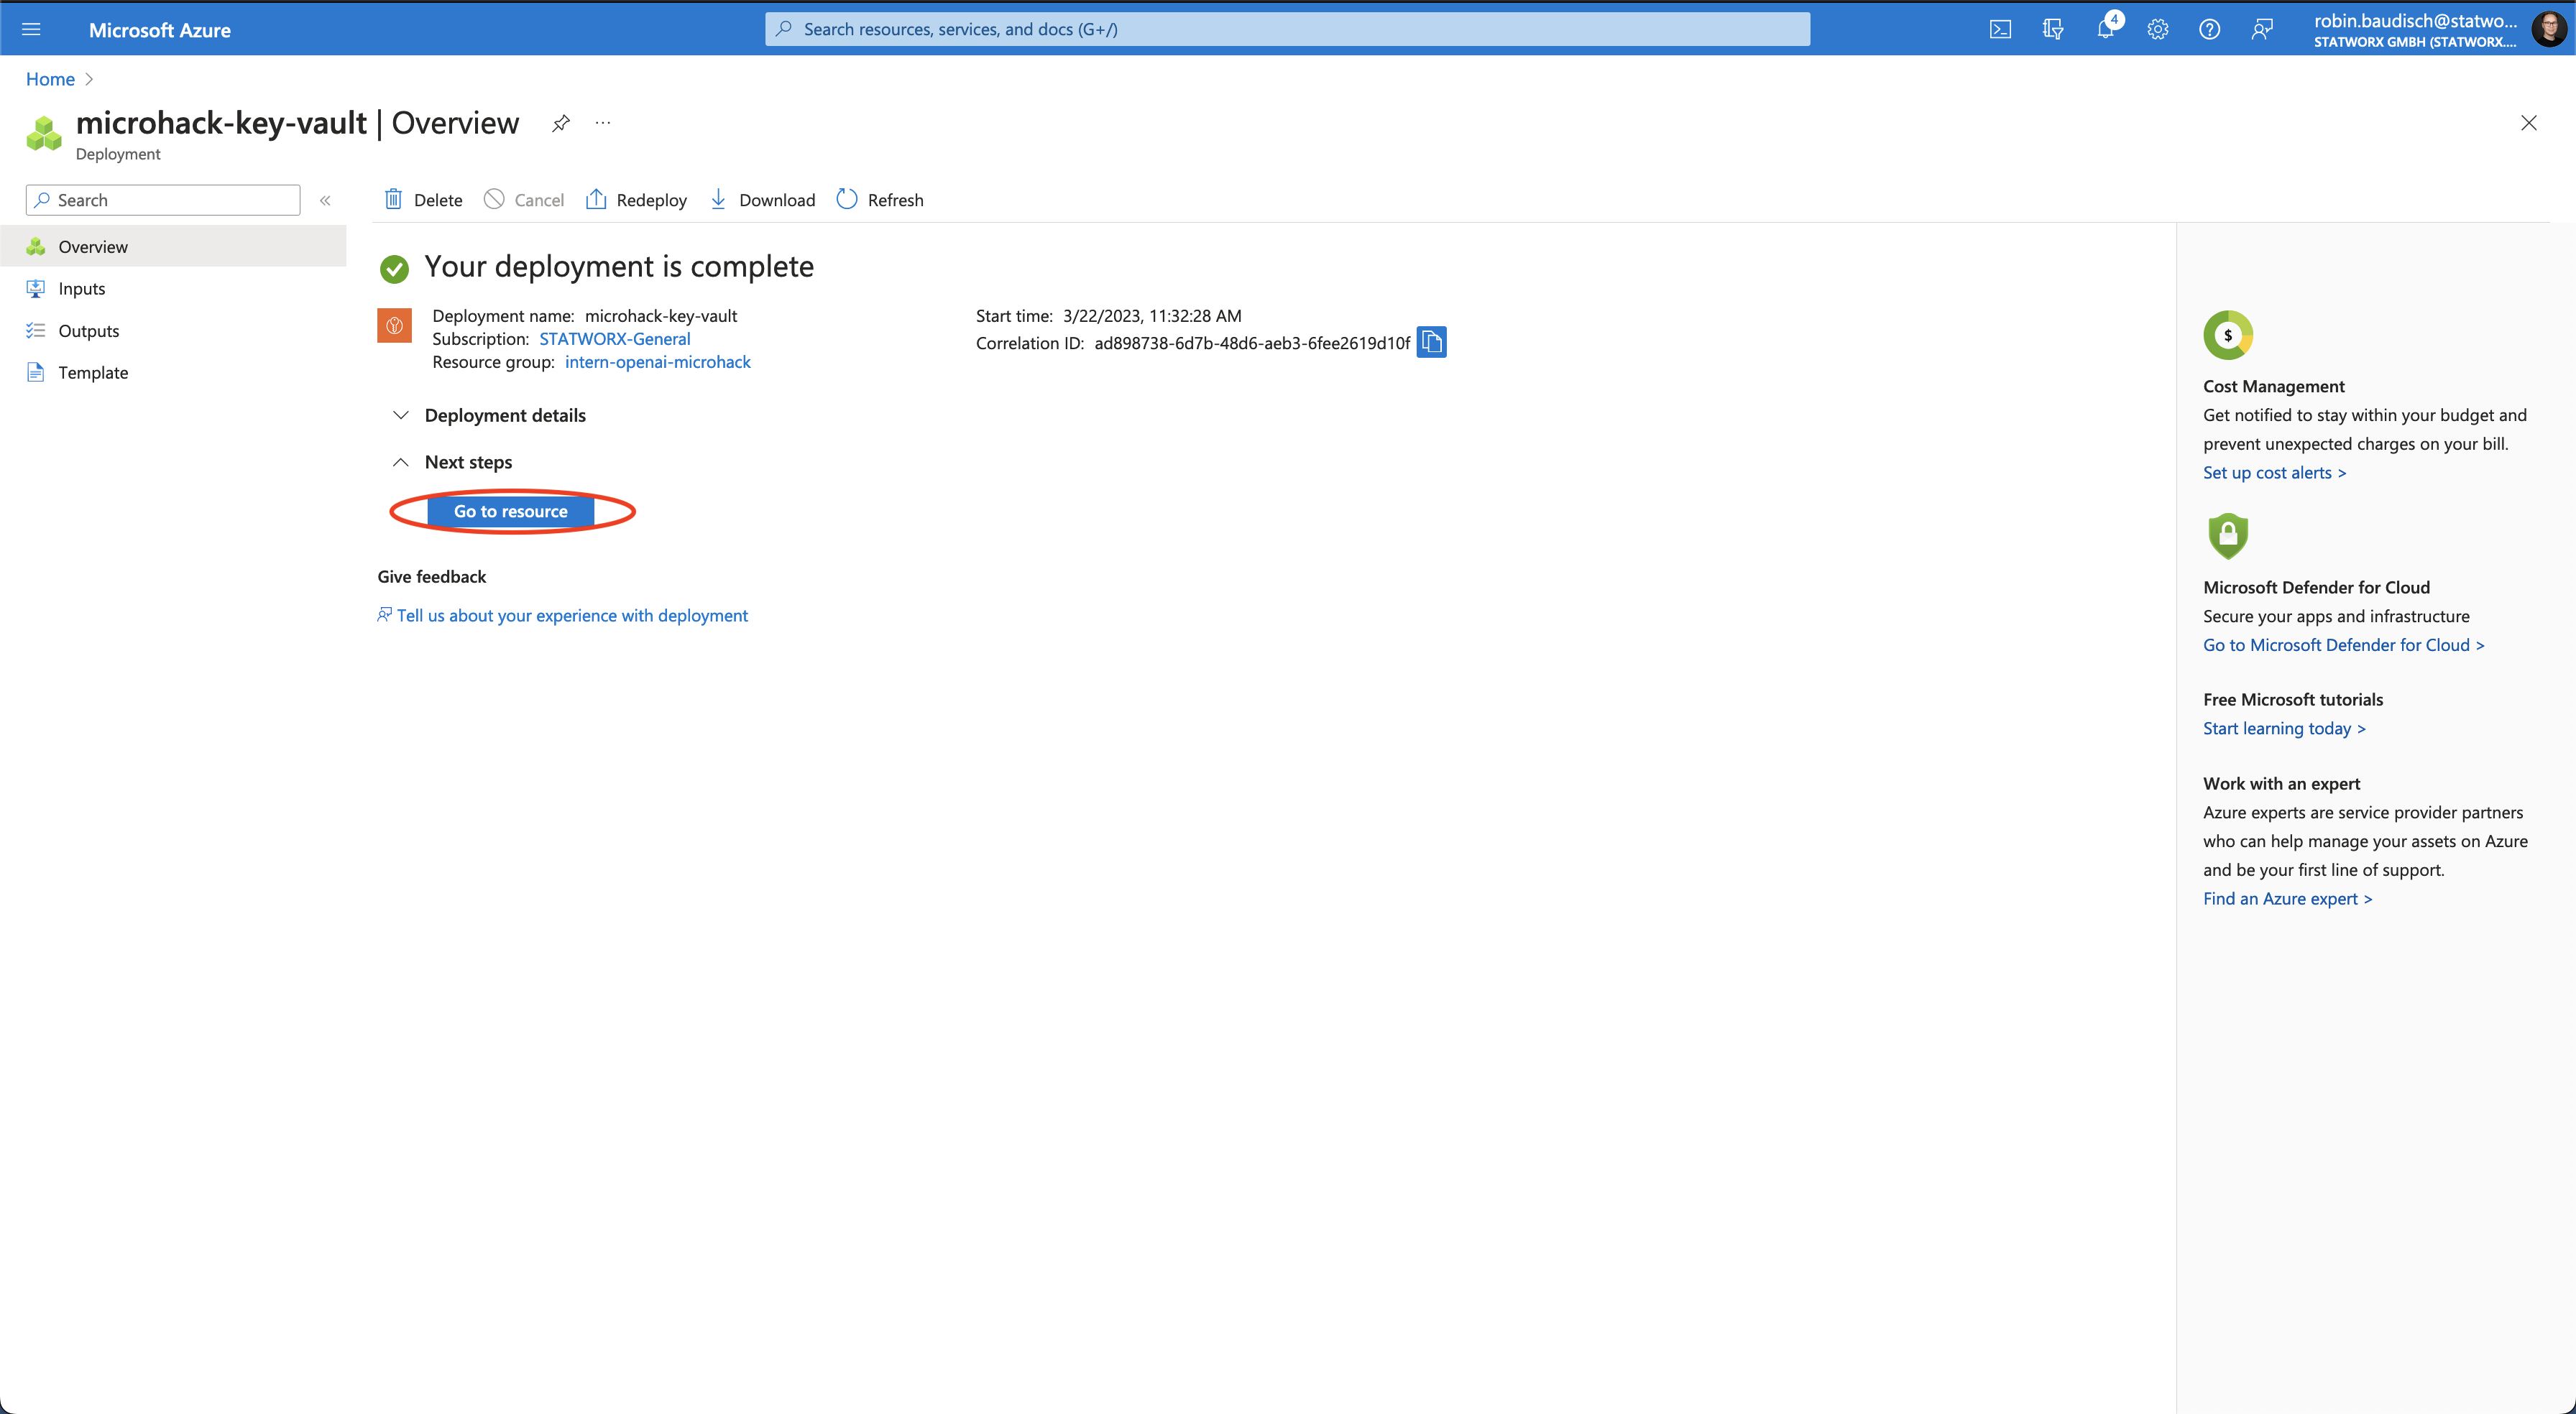 Microsoft Azure
Search resources, services, and docs (G+/)
4
robin.baudisch@statwo...
STATWORX GMBH (STATWORX....
Home
microhack-key-vault | Overview
...
Deployment
Search
«
Delete
Cancel
Redeploy
Download
Refresh
Overview
Inputs
Outputs
Template
Your deployment is complete
Deployment name: microhack-key-vault
Subscription: STATWORX-General
Resource group: intern-openai-microhack
Start time: 3/22/2023, 11:32:28 AM
Correlation ID: ad898738-6d7b-48d6-aeb3-6fee2619d10f
Deployment details
Next steps
Go to resource
Give feedback
Tell us about your experience with deployment
$
Cost Management
Get notified to stay within your budget and
prevent unexpected charges on your bill.
Set up cost alerts >
Microsoft Defender for Cloud
Secure your apps and infrastructure
Go to Microsoft Defender for Cloud >
Free Microsoft tutorials
Start learning today >
Work with an expert
Azure experts are service provider partners
who can help manage your assets on Azure
and be your first line of support.
Find an Azure expert >